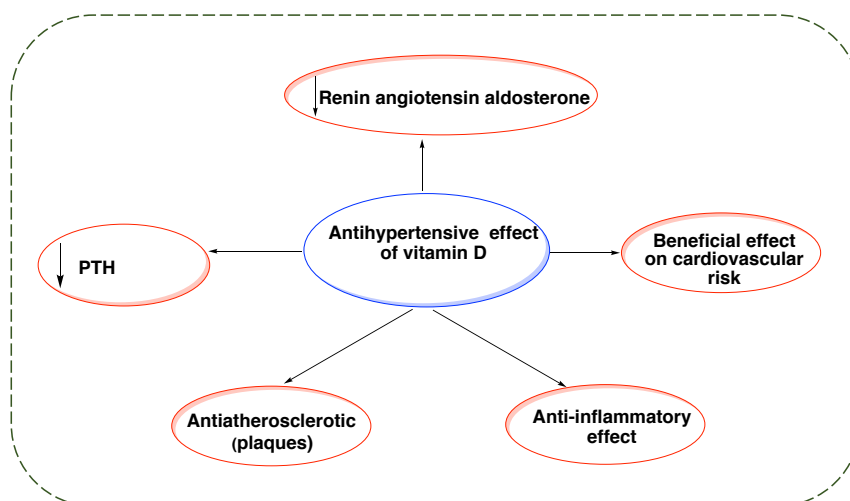 Renin angiotensin aldosterone
Antihypertensive effect
of vitamin D
PTH
Beneficial effect
on cardiovascular
risk
Antiatherosclerotic
(plaques)
Anti-inflammatory
effect